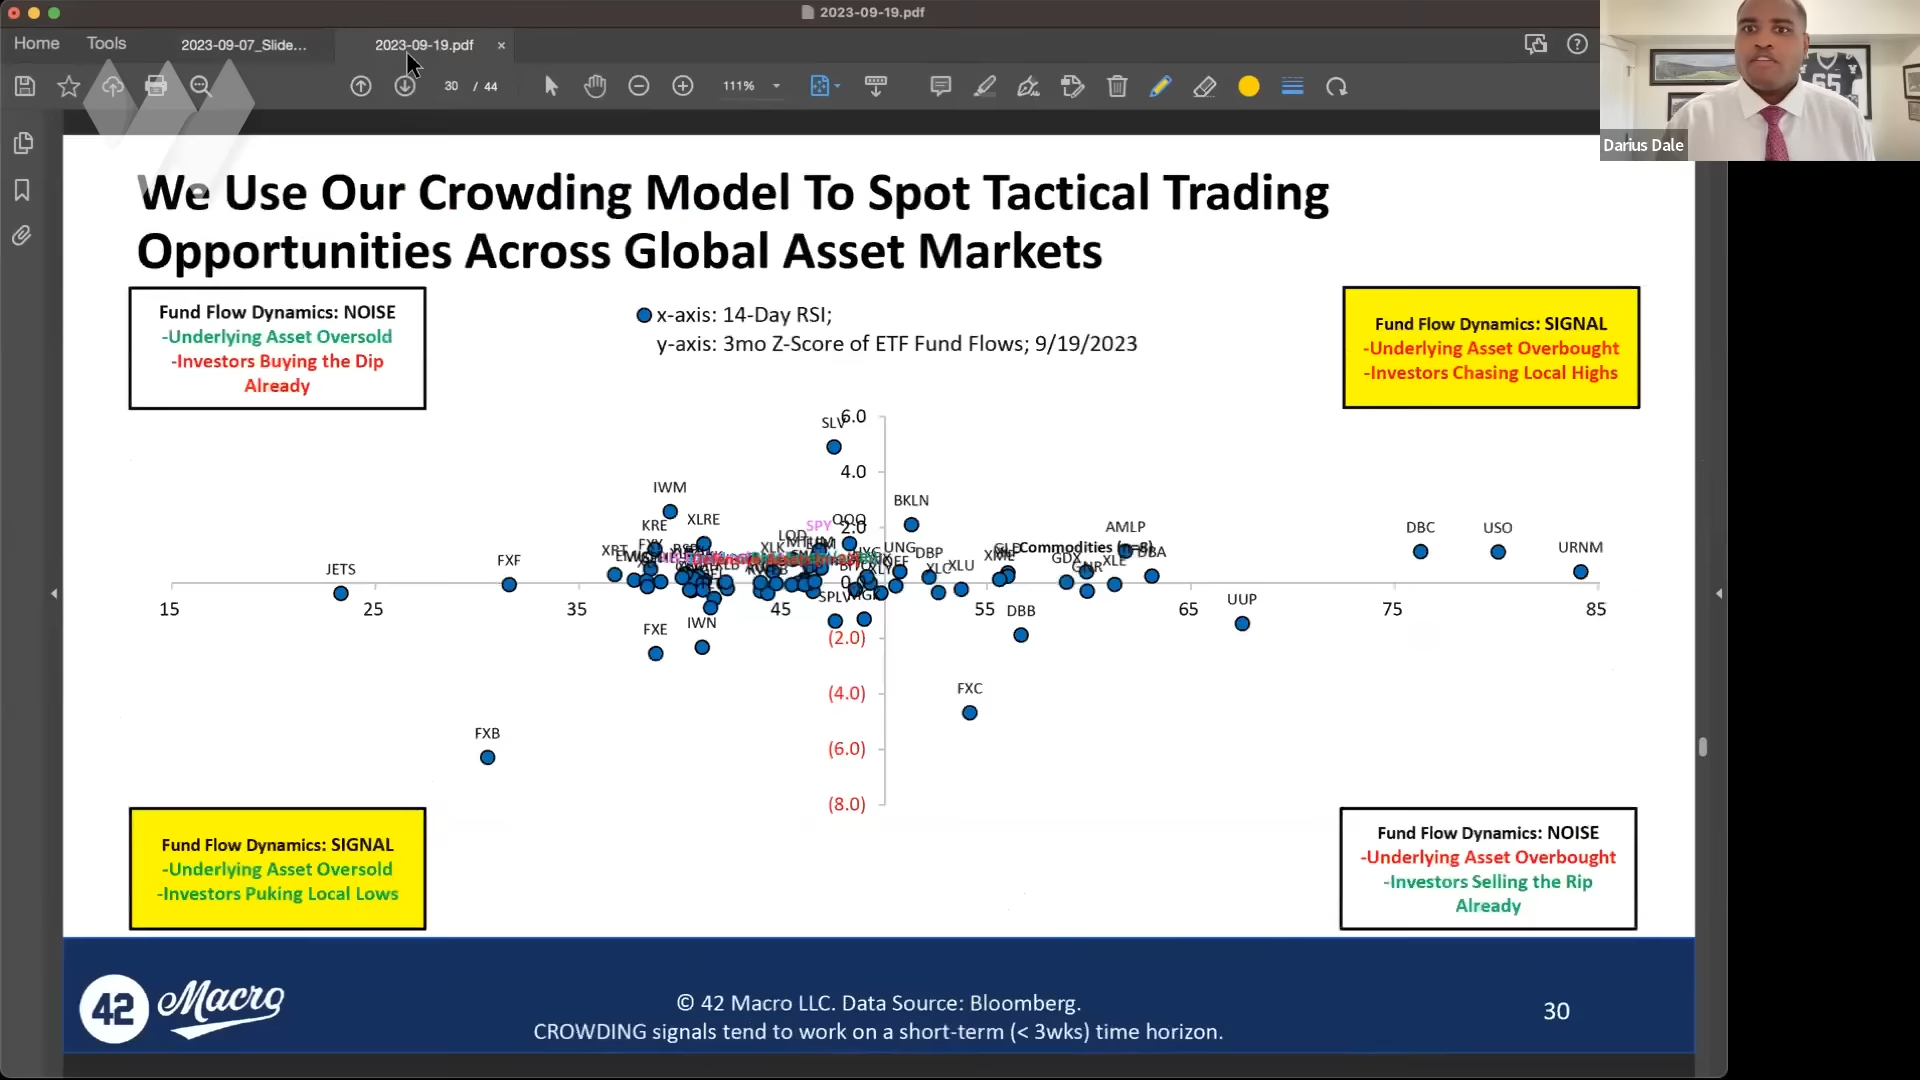 2023-09-19.pdf
Home
Tools
2023-09-07_Slide...
2023-09-19.pdf
30 / 44
111%
Darius Dale
We Use Our Crowding Model To Spot Tactical Trading
Opportunities Across Global Asset Markets
Fund Flow Dynamics: NOISE
-Underlying Asset Oversold
-Investors Buying the Dip
Already
x-axis: 14-Day RSI;
y-axis: 3mo Z-Score of ETF Fund Flows; 9/19/2023
Fund Flow Dynamics: SIGNAL
-Underlying Asset Overbought
-Investors Chasing Local Highs
6.0
SLV
4.0
IWM
BKLN
XLRE
KRE
SPY
QQQ
2.0
AMLP
DBC
USO
URNM
Commodities
DBA
UNG
DBP
GDX
XLE
XLU
XLC
JETS
FXF
15
25
35
45
55
65
75
85
SPLV
UUP
DBB
FXE
IWN
(2.0)
FXC
(4.0)
FXB
(6.0)
(8.0)
Fund Flow Dynamics: SIGNAL
-Underlying Asset Oversold
-Investors Puking Local Lows
Fund Flow Dynamics: NOISE
-Underlying Asset Overbought
-Investors Selling the Rip
Already
42 Macro
© 42 Macro LLC. Data Source: Bloomberg.
CROWDING signals tend to work on a short-term (< 3wks) time horizon.
30